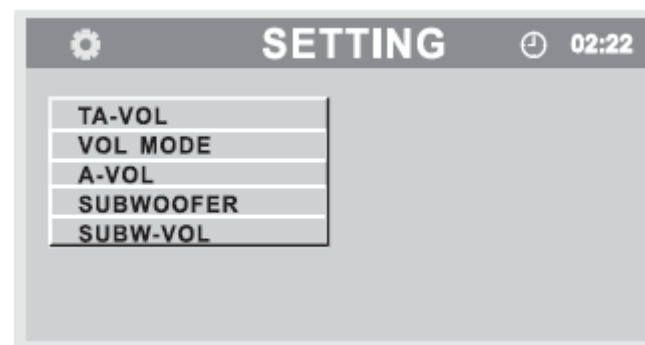 SETTING 02:22
TA-VOL
VOL MODE
A-VOL
SUBWOOFER
SUBW-VOL